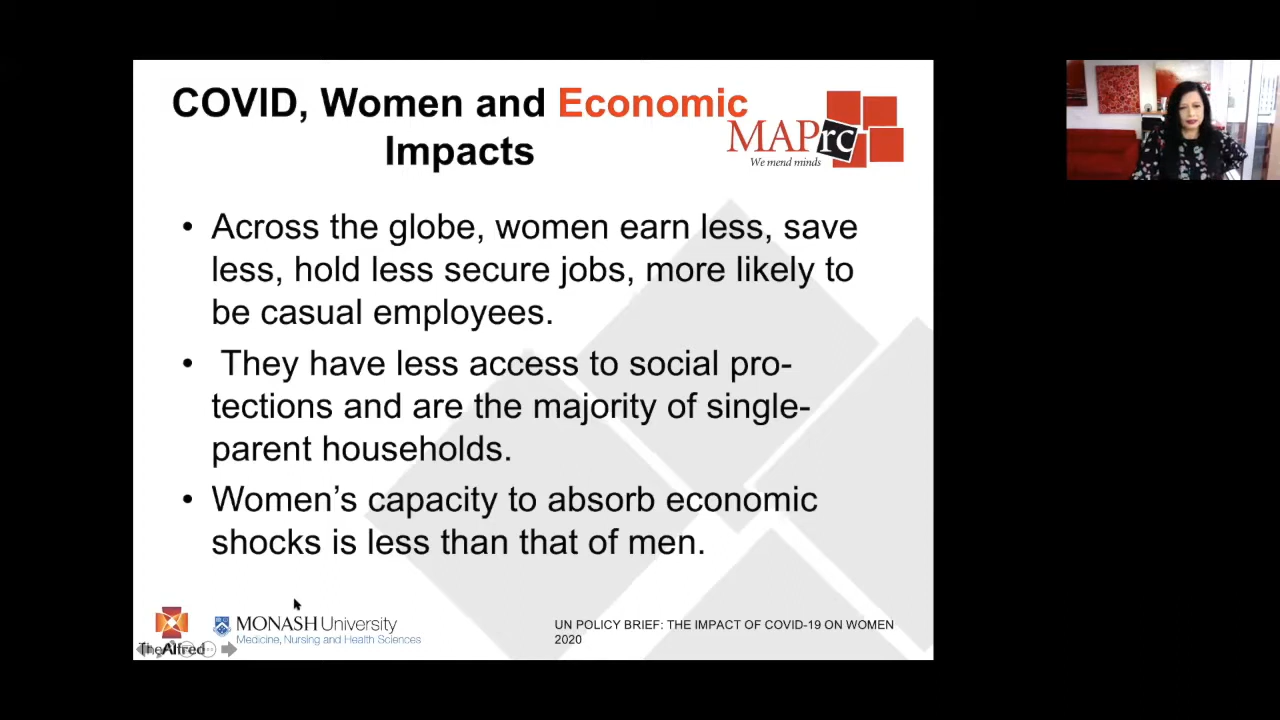 COVID, Women and Economic
Impacts
MAPrc
We mend minds
• Across the globe, women earn less, save
less, hold less secure jobs, more likely to
be casual employees.
• They have less access to social pro-
tections and are the majority of single-
parent households.
• Women’s capacity to absorb economic
shocks is less than that of men.
TheAlfred
MONASH University
Medicine, Nursing and Health Sciences
UN POLICY BRIEF: THE IMPACT OF COVID-19 ON WOMEN
2020